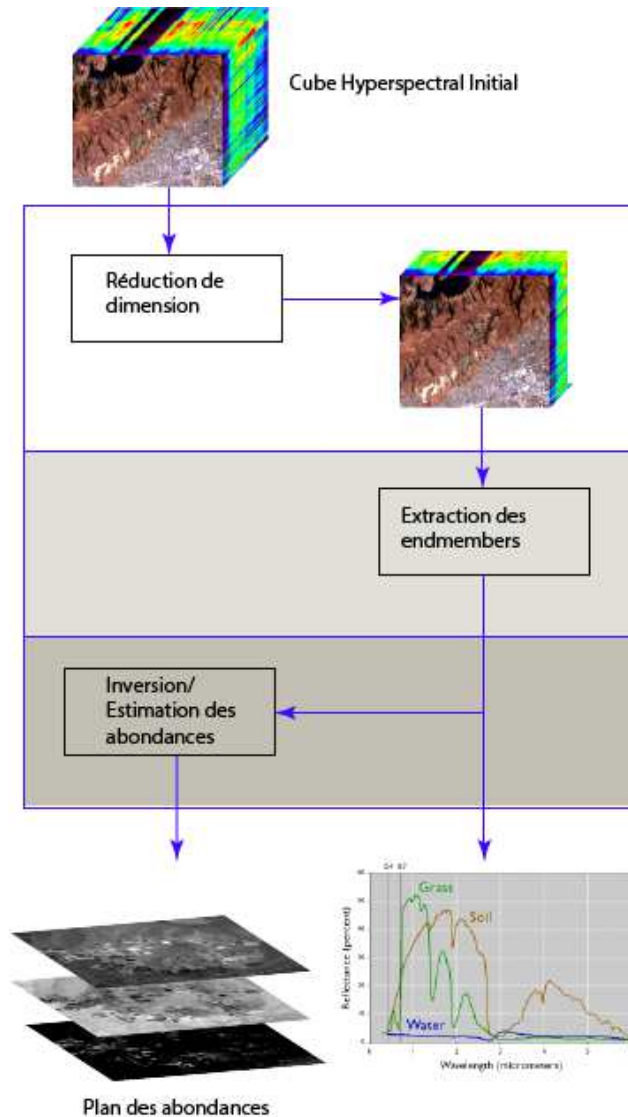 Cube Hyperspectral Initial
Réduction de
dimension
Extraction des
endmembers
Inversion/
Estimation des
abondances
Grass
Soil
Water
Reflectance (percent)
Wavelength (micrometers)
Plan des abondances